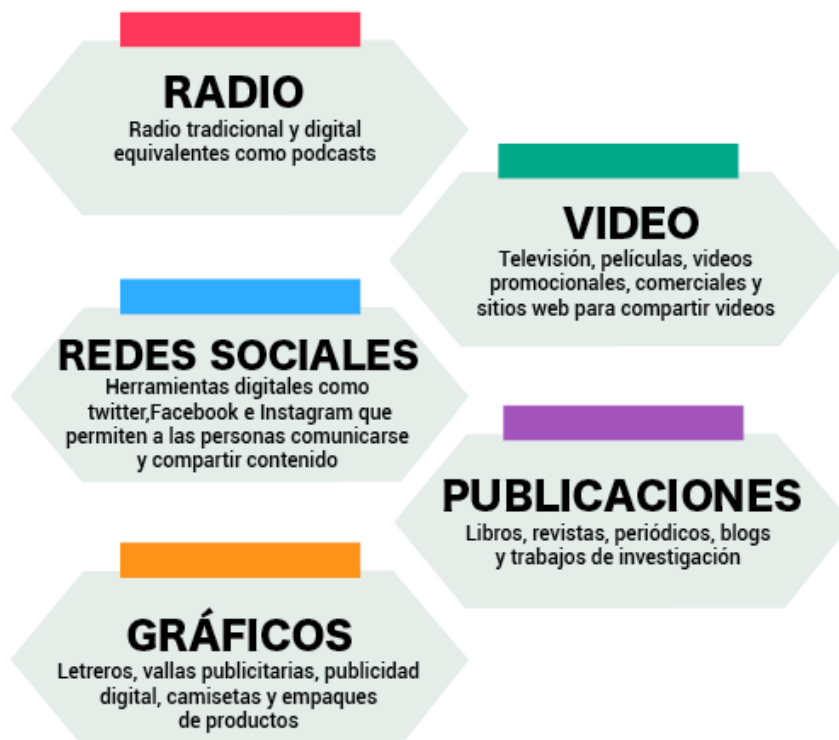 RADIO
Radio tradicional y digital
equivalentes como podcasts
VIDEO
Televisión, películas, videos
promocionales, comerciales y
sitios web para compartir videos
REDES SOCIALES
Herramientas digitales como
twitter,Facebook e Instagram que
permiten a las personas comunicarse
y compartir contenido
PUBLICACIONES
Libros, revistas, periódicos, blogs
y trabajos de investigación
GRÁFICOS
Letreros, vallas publicitarias, publicidad
digital, camisetas y empaques
de productos